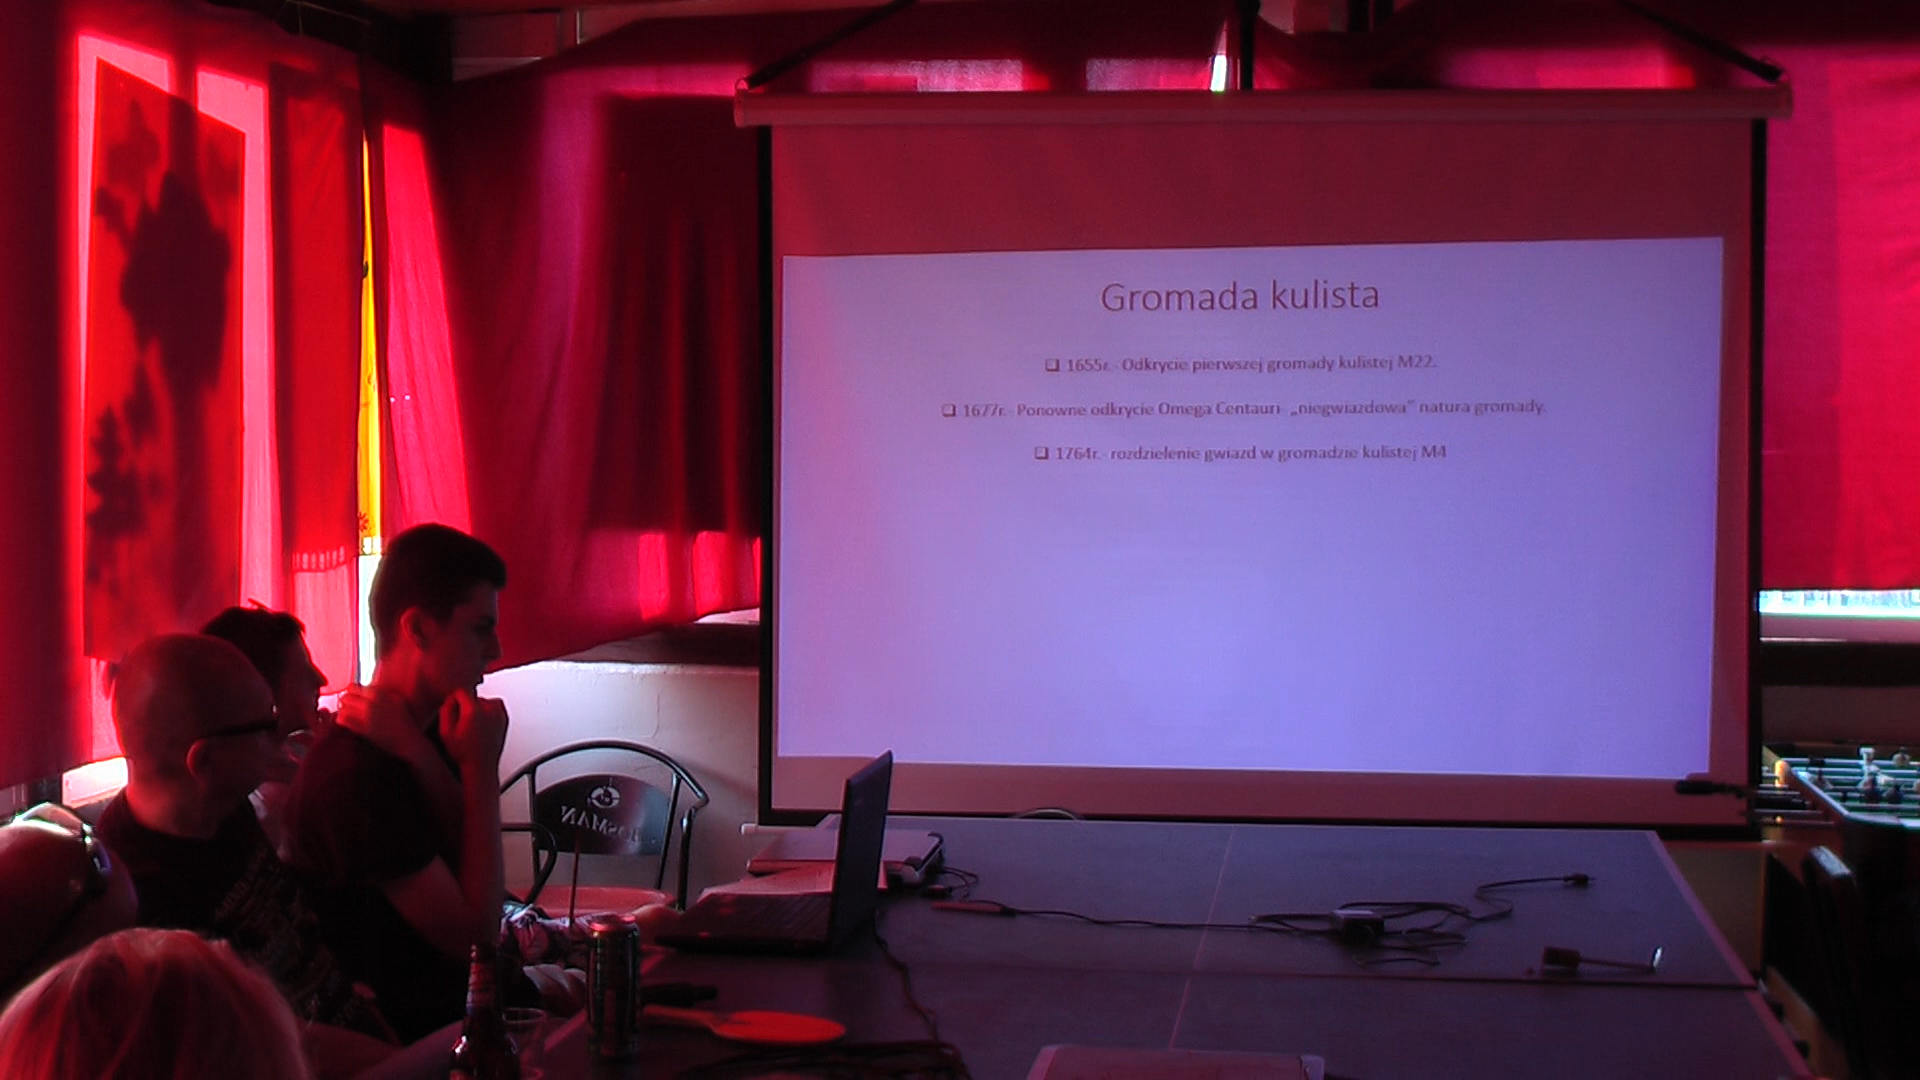 Gromada kulista
❑ 1655r.- Odkrycie pierwszej gromady kulistej M22.
❑ 1677r.- Ponowne odkrycie Omega Centauri- „niegwiazdowa” natura gromady.
❑ 1764r.- rozdzielenie gwiazd w gromadzie kulistej M4
BOSMAN